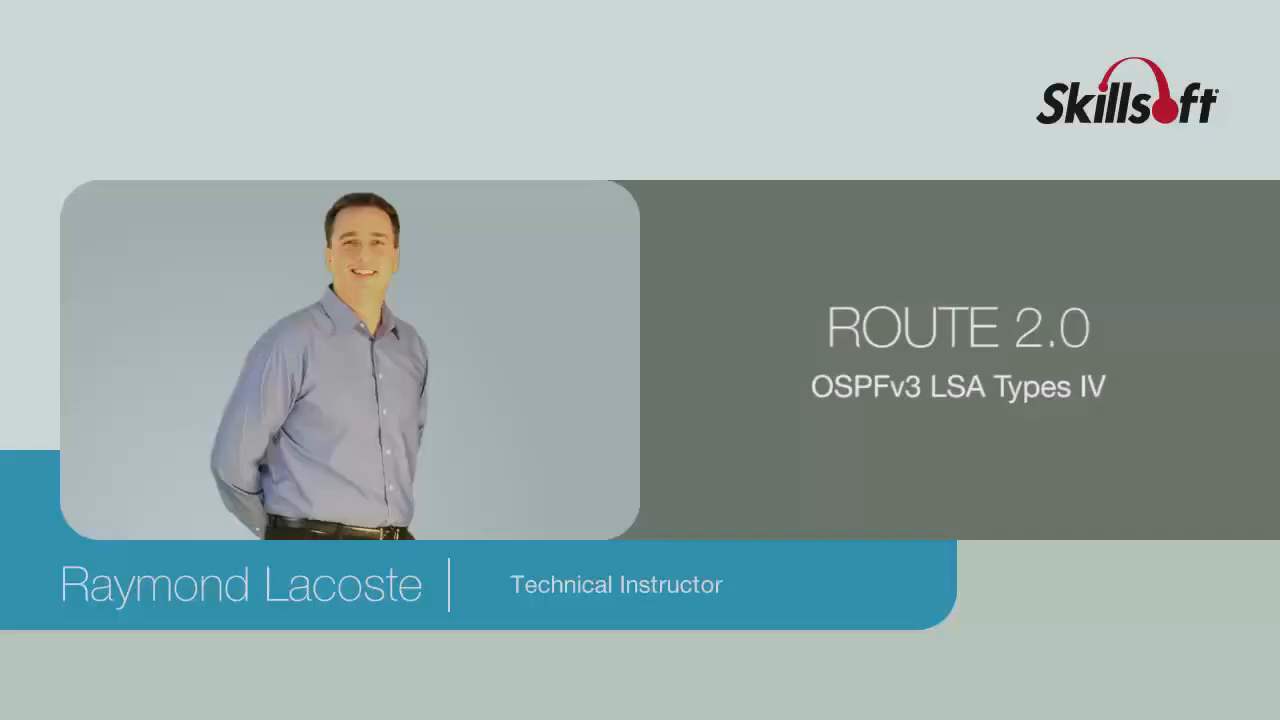 Skillsoft
ROUTE 2.0
OSPFv3 LSA Types IV
Raymond Lacoste
Technical Instructor